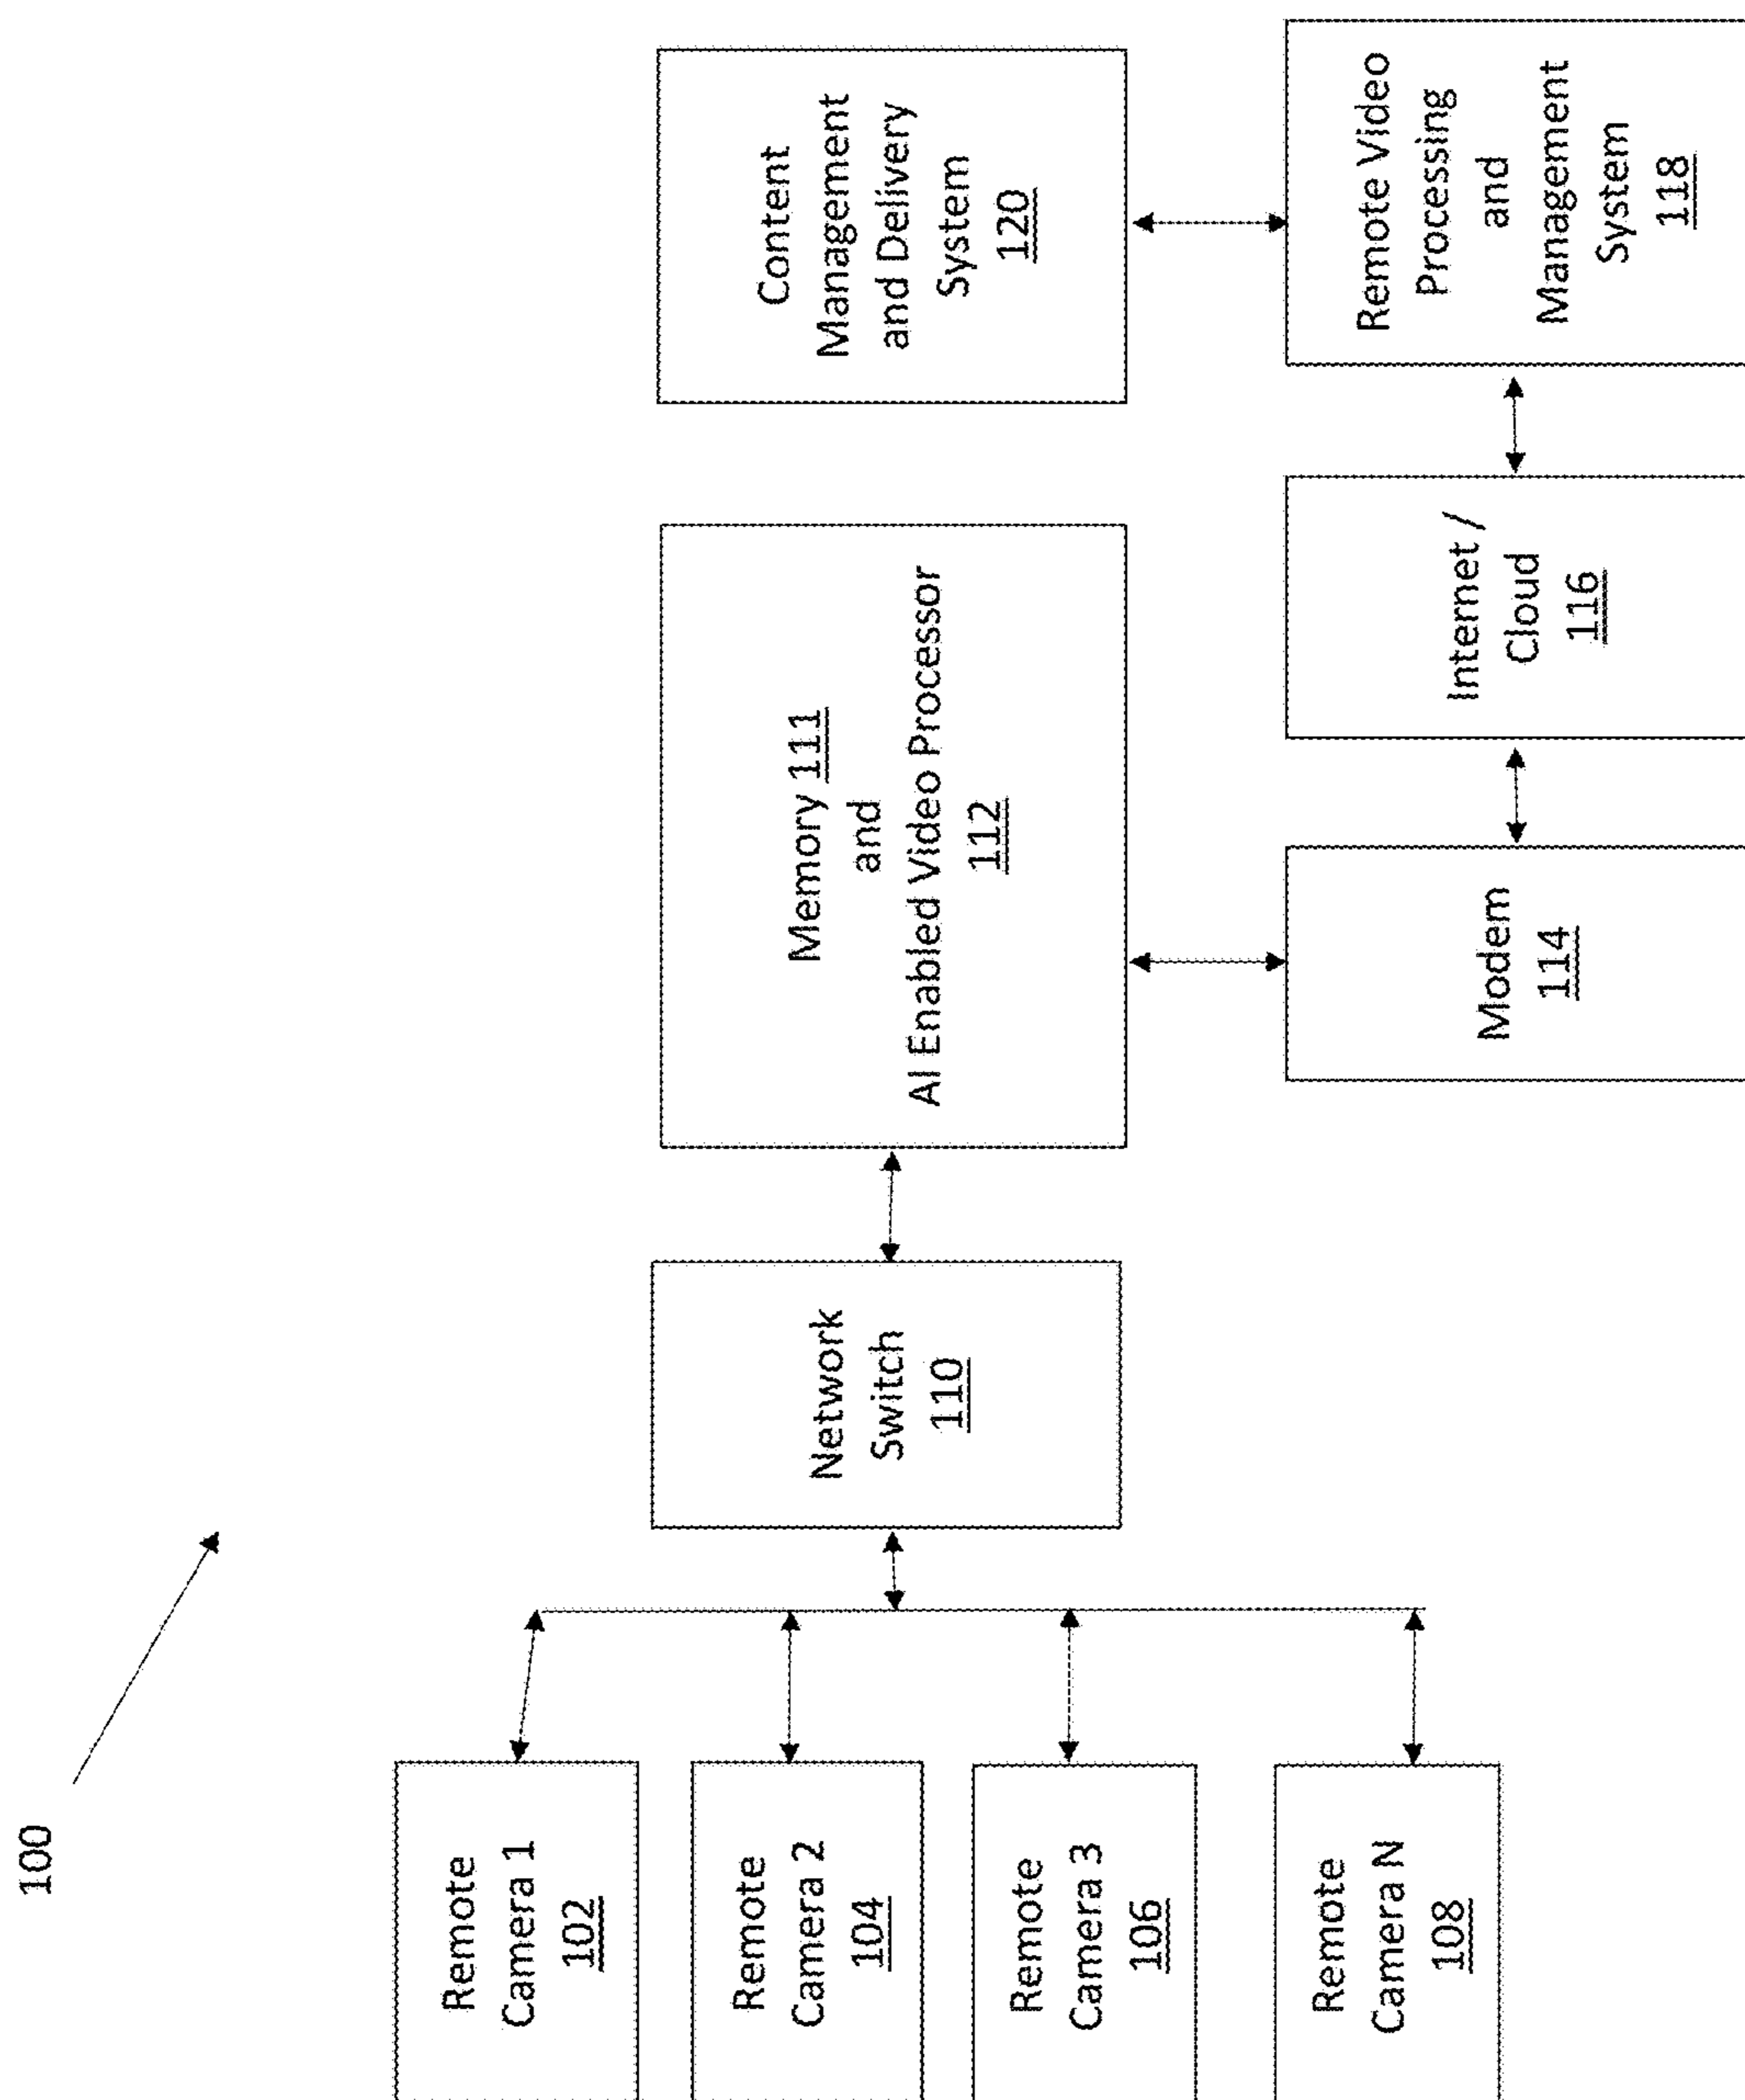 100
Remote
Camera 1
102
Remote
Camera 2
104
Remote
Camera 3
106
Remote
Camera N
108
Network
Switch
110
Memory 111
and
AI Enabled Video Processor
112
Modem
114
Internet /
Cloud
116
Remote Video
Processing
and
Management
System
118
Content
Management
and Delivery
System
120